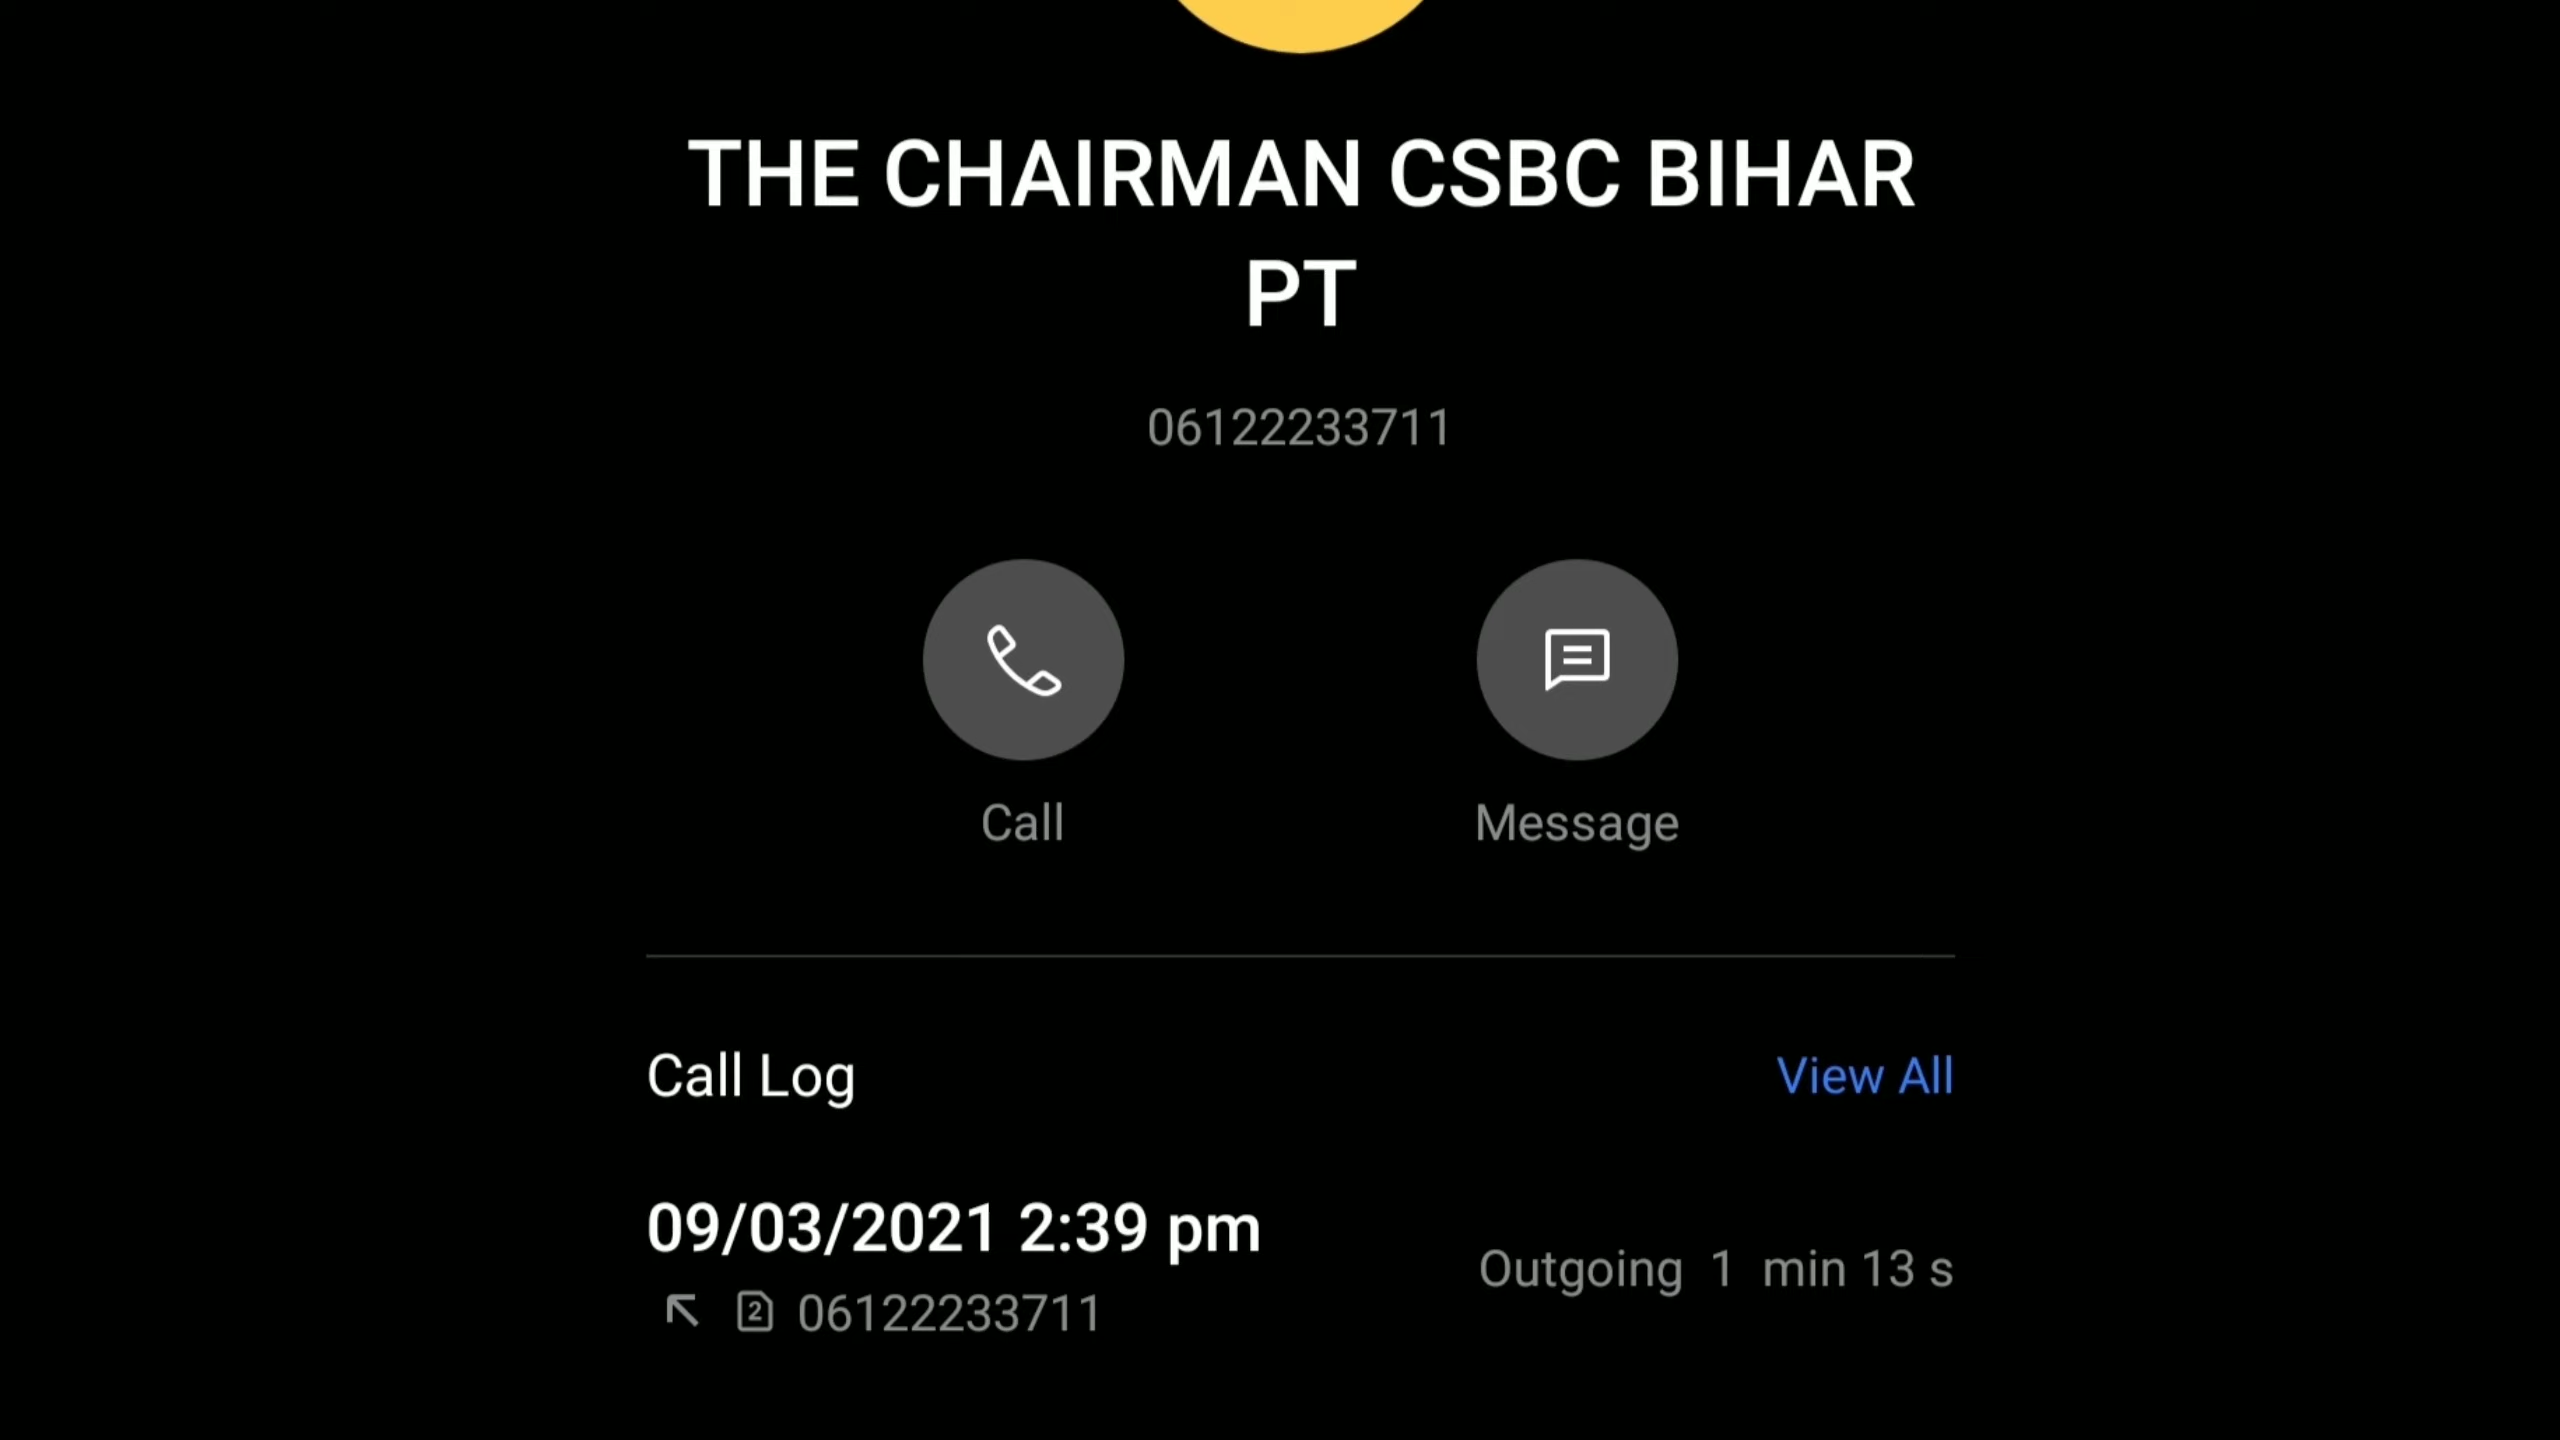 THE CHAIRMAN CSBC BIHAR
PT
06122233711
Call
Message
Call Log
View All
09/03/2021 2:39 pm
Outgoing 1 min 13 s
2 06122233711